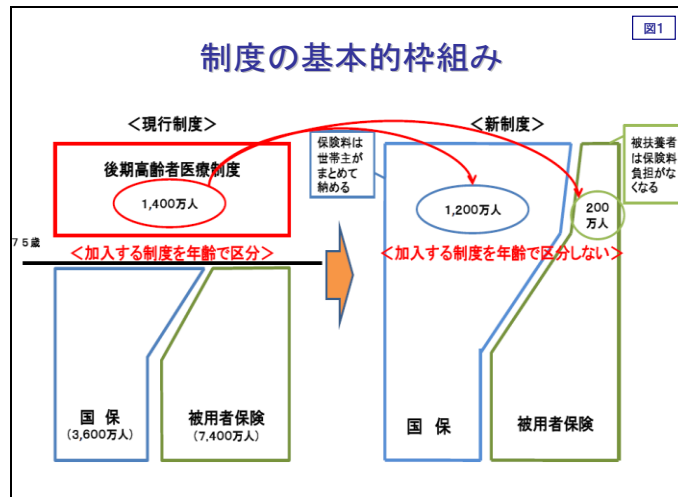 図1
制度の基本的枠組み
<現行制度>
<新制度>
後期高齢者医療制度
1,400万人
保険料は
世帯主が
まとめて
納める
1,200万人
200
万人
被扶養者
は保険料
負担がな
くなる
75歳
<加入する制度を年齢で区分>
<加入する制度を年齢で区分しない>
国 保
(3,600万人)
被用者保険
(7,400万人)
国 保
被用者保険